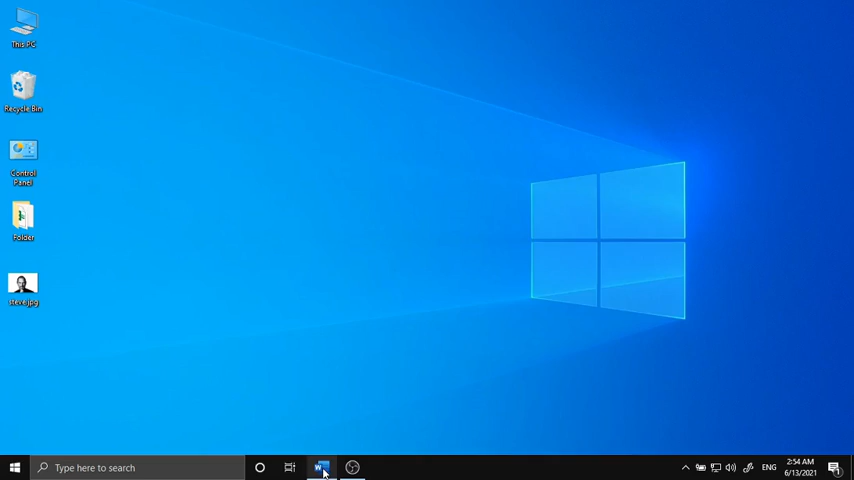 This PC
Recycle Bin
Control
Panel
Folder
steve.jpg
Type here to search
W
ENG
2:54 AM
6/13/2021
1